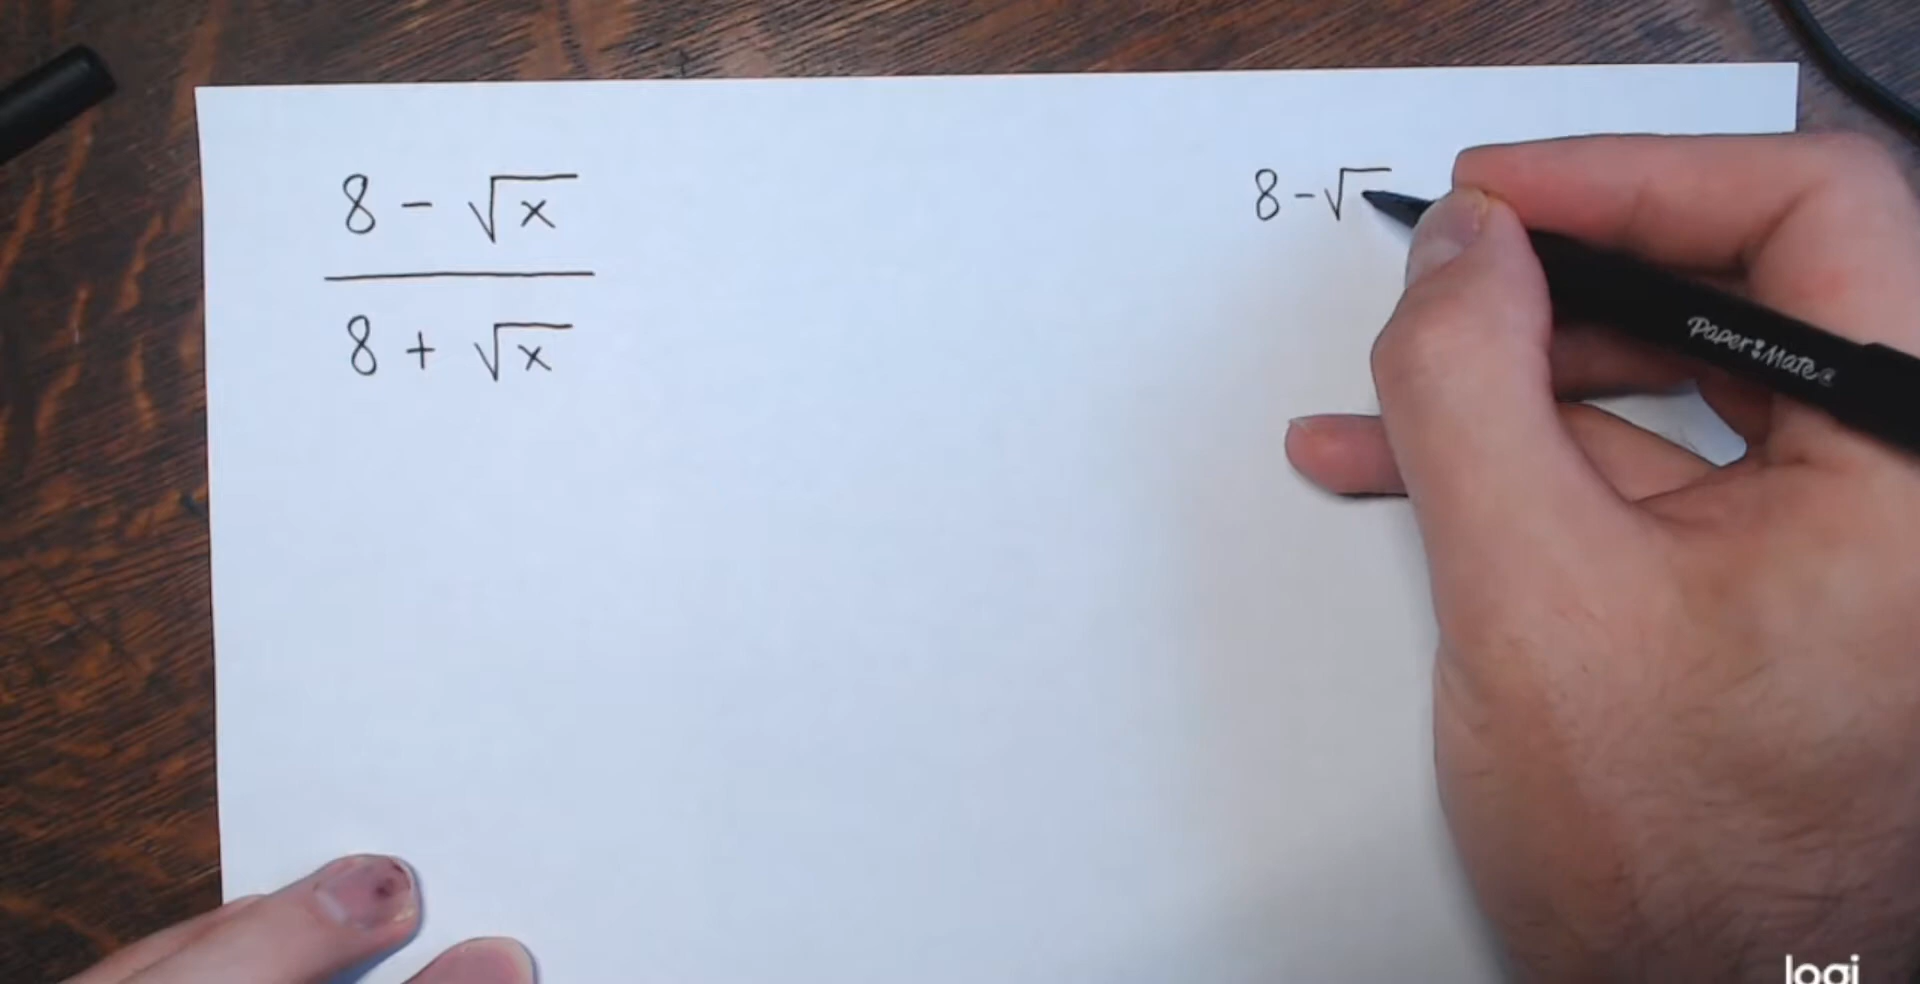 8 - √x
8 + √x
8 - √
Paper Mate
logi